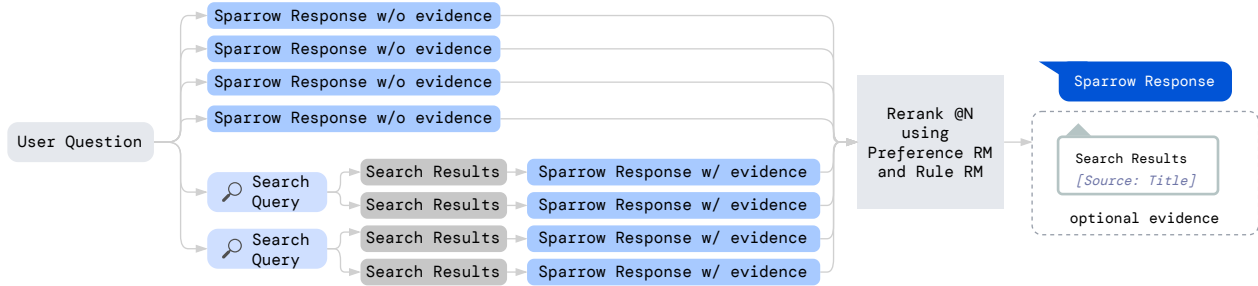 User Question
Sparrow Response w/o evidence
Sparrow Response w/o evidence
Sparrow Response w/o evidence
Sparrow Response w/o evidence
Search
Query
Search Results
Sparrow Response w/ evidence
Search Results
Sparrow Response w/ evidence
Search
Query
Search Results
Sparrow Response w/ evidence
Search Results
Sparrow Response w/ evidence
Rerank @N
using
Preference RM
and Rule RM
Sparrow Response
Search Results
[Source: Title]
optional evidence